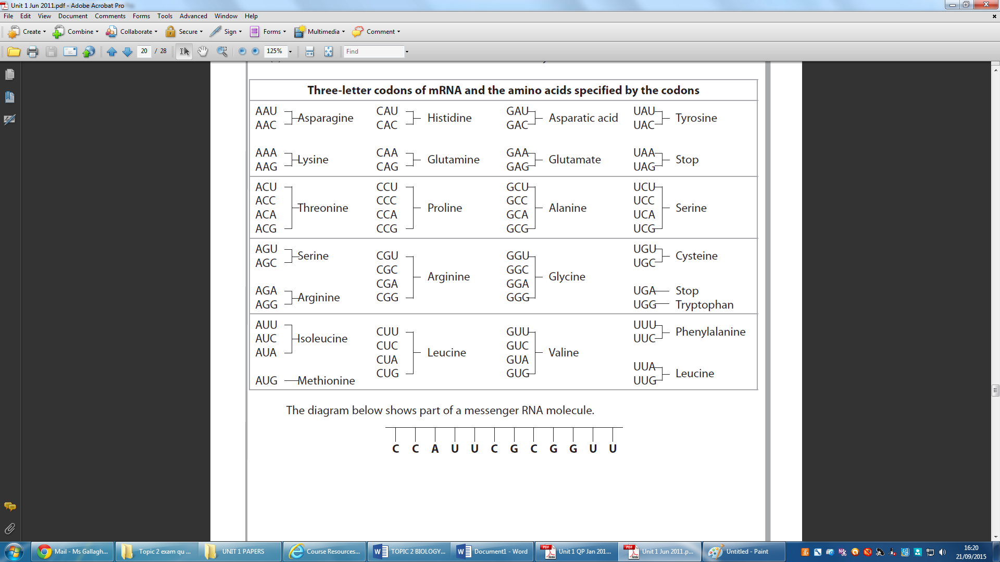 Unit 1 Jun 2011.pdf - Adobe Acrobat Pro
File Edit View Document Comments Forms Tools Advanced Window Help
Create Combine Collaborate Secure Sign Forms Multimedia Comment
20 / 28 125% Find
Three-letter codons of mRNA and the amino acids specified by the codons
AAU CAU GAU UAU
Asparagine Histidine Asparatic acid Tyrosine
AAC CAC GAC UAC
AAA CAA GAA UAA
Lysine Glutamine Glutamate Stop
AAG CAG GAG UAG
ACU CCU GCU UCU
ACC CCC GCC UCC
Threonine Proline Alanine Serine
ACA CCA GCA UCA
ACG CCG GCG UCG
AGU UGU
Serine CGU GGU Cysteine
AGC UGC
CGC GGC
Arginine Glycine
CGA GGA
AGA UGA Stop
Arginine CGG GGG
AGG UGG Tryptophan
AUU UUU
CUU GUU Phenylalanine
AUC Isoleucine UUC
CUC GUC
AUA Leucine Valine
CUA GUA
UUA
CUG GUG Leucine
AUG Methionine UUG
The diagram below shows part of a messenger RNA molecule.
C C A U U C G C G G U U
Mail - Ms Gallagh... Topic 2 exam qu ... UNIT 1 PAPERS Course Resources... TOPIC 2 BIOLOGY... Document1 - Word Unit 1 QP Jan 201... Unit 1 Jun 2011.p... Untitled - Paint
16:20
21/09/2015